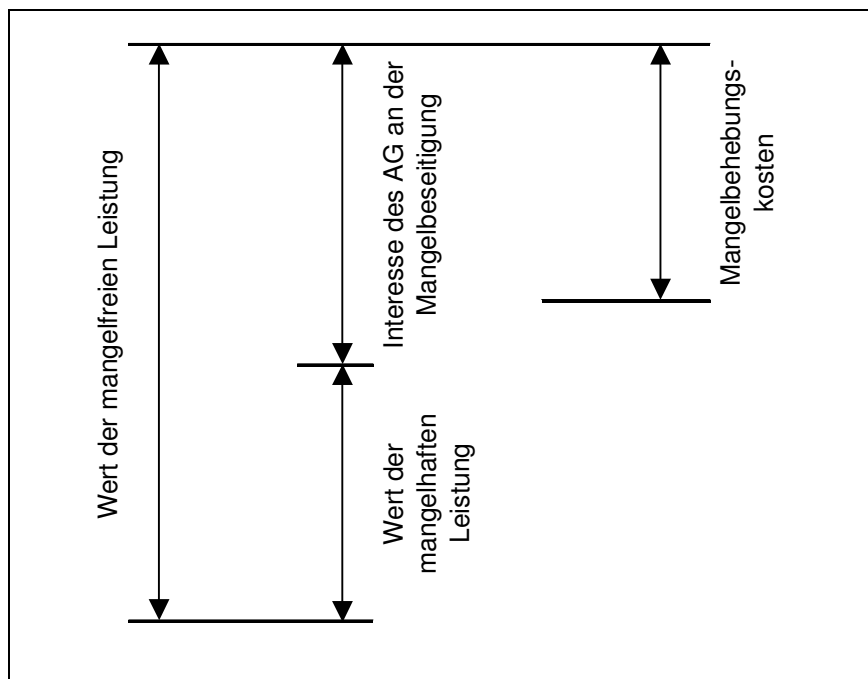 Wert der mangelfreien Leistung
Interesse des AG an der
Mangelbeseitigung
Wert der
mangelhaften
Leistung
Mangelbehebungs-
kosten